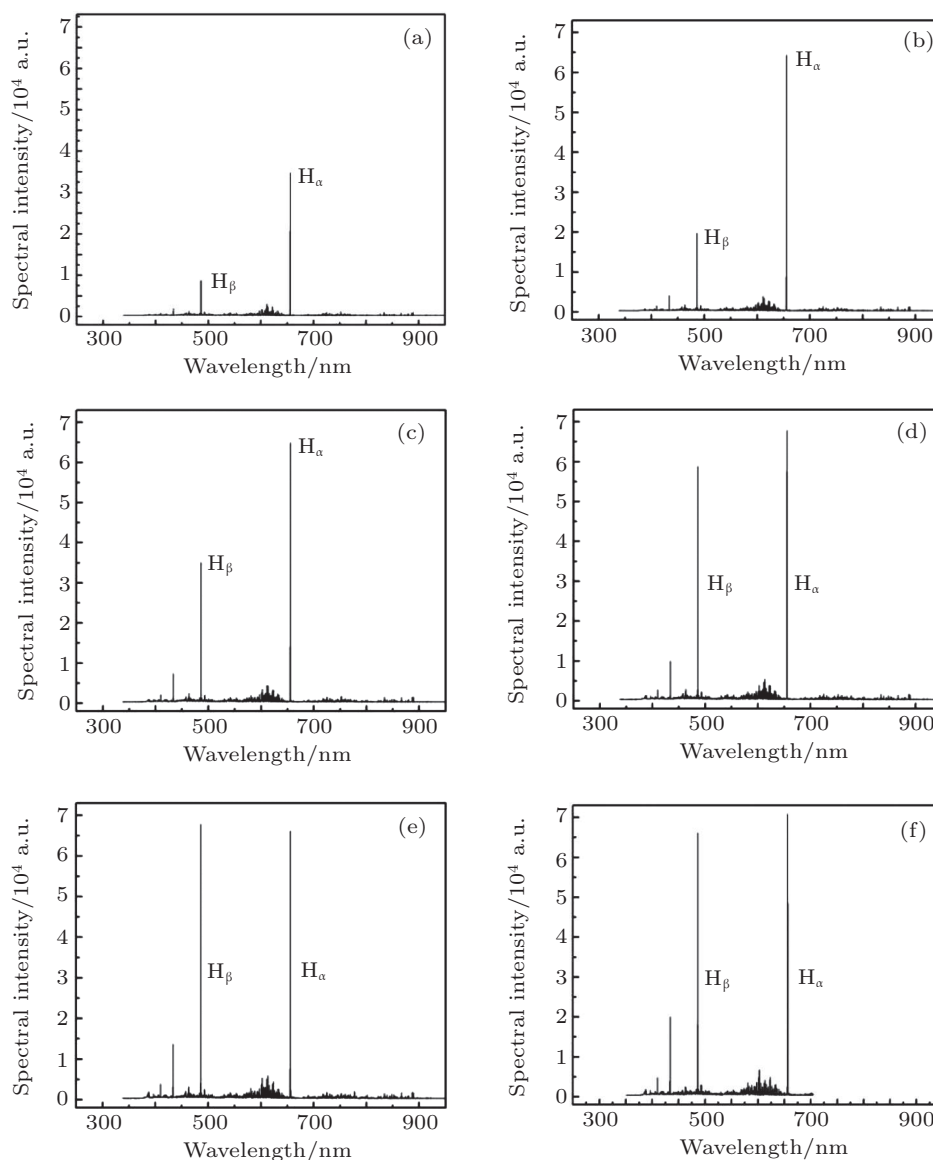 (a)
7
6
5
4
3
2
1
0
Spectral intensity/10⁴ a.u.
Hβ
Hα
300 500 700 900
Wavelength/nm
(b)
7
6
5
4
3
2
1
0
Spectral intensity/10⁴ a.u.
Hα
Hβ
300 500 700 900
Wavelength/nm
(c)
7
6
5
4
3
2
1
0
Spectral intensity/10⁴ a.u.
Hα
Hβ
300 500 700 900
Wavelength/nm
(d)
7
6
5
4
3
2
1
0
Spectral intensity/10⁴ a.u.
Hβ Hα
300 500 700 900
Wavelength/nm
(e)
7
6
5
4
3
2
1
0
Spectral intensity/10⁴ a.u.
Hβ Hα
300 500 700 900
Wavelength/nm
(f)
7
6
5
4
3
2
1
0
Spectral intensity/10⁴ a.u.
Hβ Hα
300 500 700 900
Wavelength/nm